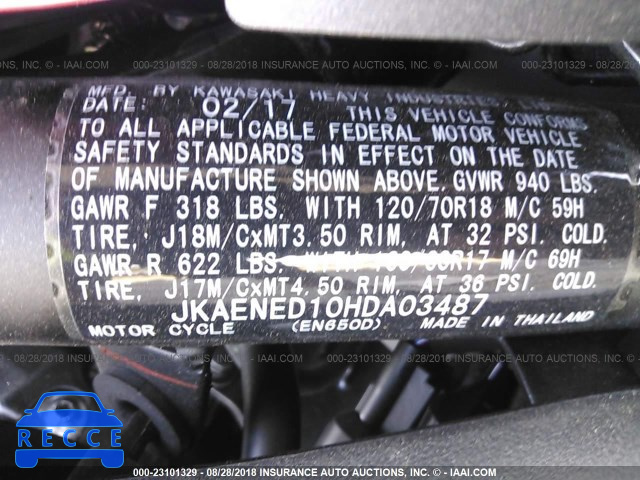 000-23101329 - 08/28/2018 INSURANCE AUTO AUCTIONS, INC. - IAAI.COM
MFD. BY KAWASAKI HEAVY INDUSTRIES, LTD.
DATE: 02/17 THIS VEHICLE CONFORMS
TO ALL APPLICABLE FEDERAL MOTOR VEHICLE
SAFETY STANDARDS IN EFFECT ON THE DATE
OF MANUFACTURE SHOWN ABOVE. GVWR 940 LBS.
GAWR F 318 LBS. WITH 120/70R18 M/C 59H
TIRE, J18M/CxMT3.50 RIM, AT 32 PSI. COLD.
GAWR R 622 LBS. WITH R17 M/C 69H
TIRE, J17M/CxMT4.50 RIM, AT 36 PSI. COLD.
JKAENED10HDA03487
MOTOR CYCLE (EN650D) MADE IN THAILAND
RECCE
000-23101329 - 08/28/2018 INSURANCE AUTO AUCTIONS, INC. - IAAI.COM